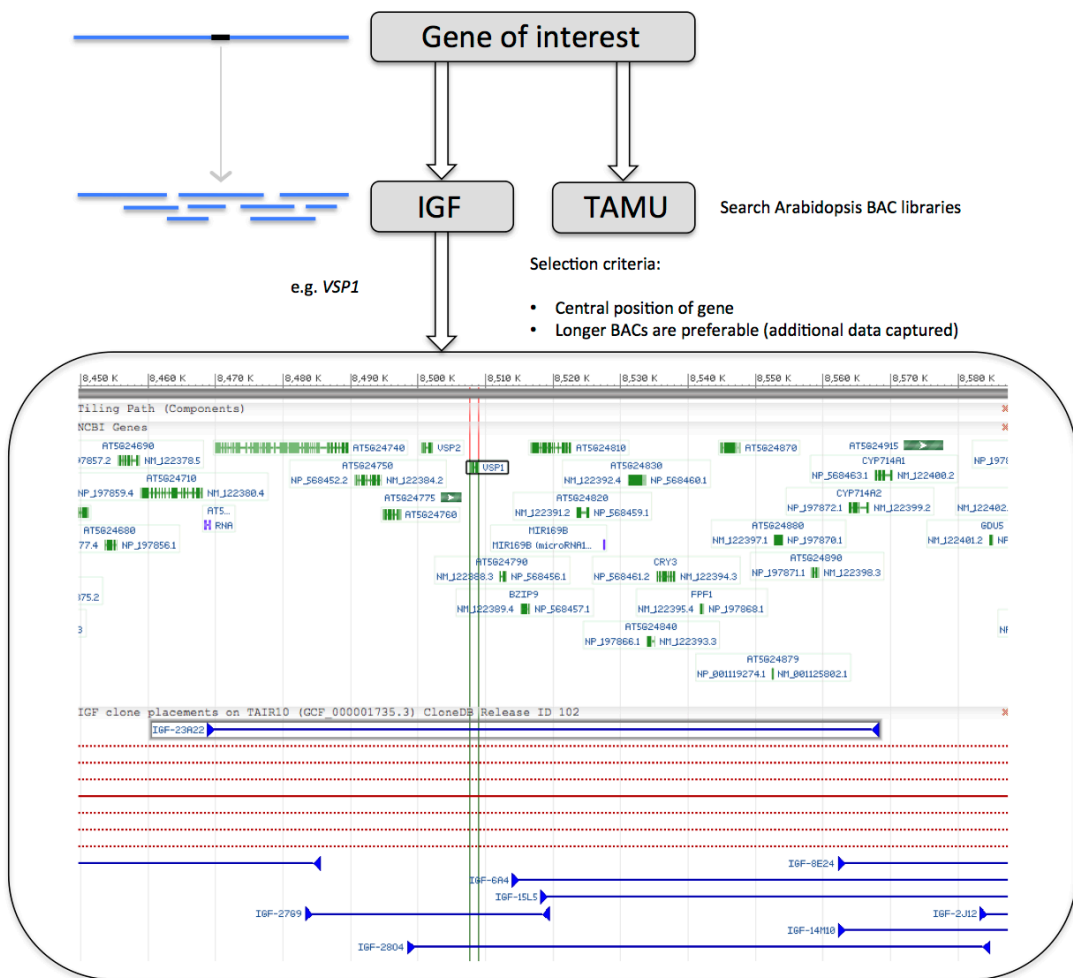 Gene of interest
IGF
TAMU
Search Arabidopsis BAC libraries
e.g. VSP1
Selection criteria:
• Central position of gene
• Longer BACs are preferable (additional data captured)
8,450 K 8,460 K 8,470 K 8,480 K 8,490 K 8,500 K 8,510 K 8,520 K 8,530 K 8,540 K 8,550 K 8,560 K 8,570 K 8,580 K
Tiling Path (Components)
NCBI Genes
AT5G24690 AT5G24740 VSP2 AT5G24810 AT5G24870 AT5G24915
NM_122378.5 AT5G24750 VSP1 AT5G24830 CYP714A1
NP_568452.2 NM_122384.2 NM_122392.4 NP_568460.1 NP_568463.1 NM_122400.2
AT5G24710 AT5G24775 AT5G24820 CYP714A2
NP_197859.4 NM_122380.4 NP_197872.1 NM_122399.2
AT5... AT5G24760 NM_122391.2 NP_568459.1 NM_122402.
RNA MIR169B AT5G24880 GDU5
AT5G24680 MIR169B (microRNA1... NM_122397.1 NP_197870.1 NM_122401.2
77.4 NP_197856.1 AT5G24790 CRY3 AT5G24890
NM_122388.3 NP_568456.1 NP_568461.2 NM_122394.3 NP_197871.1 NM_122398.3
875.2 BZIP9 FPF1
NM_122389.4 NP_568457.1 NM_122395.4 NP_197868.1
AT5G24840
NP_197866.1 NM_122393.3
AT5G24879
NP_001119274.1 NM_001125802.1
IGF clone placements on TAIR10 (GCF_000001735.3) CloneDB Release ID 102
IGF-23A22
IGF-8E24
IGF-6A4
IGF-15L5
IGF-27G9 IGF-2J12
IGF-14M10
IGF-28O4